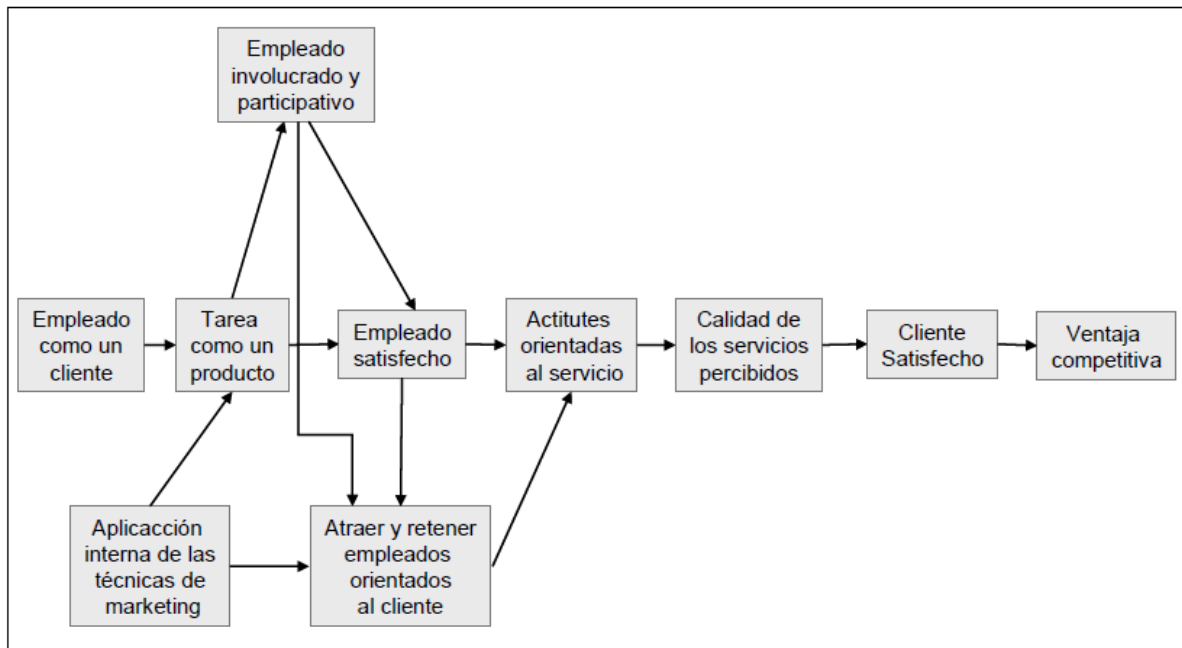 Empleado
involucrado y
participativo
Empleado
como un
cliente
Tarea
como un
producto
Empleado
satisfecho
Actitutes
orientadas
al servicio
Calidad de
los servicios
percibidos
Cliente
Satisfecho
Ventaja
competitiva
Aplicacción
interna de las
técnicas de
marketing
Atraer y retener
empleados
orientados
al cliente